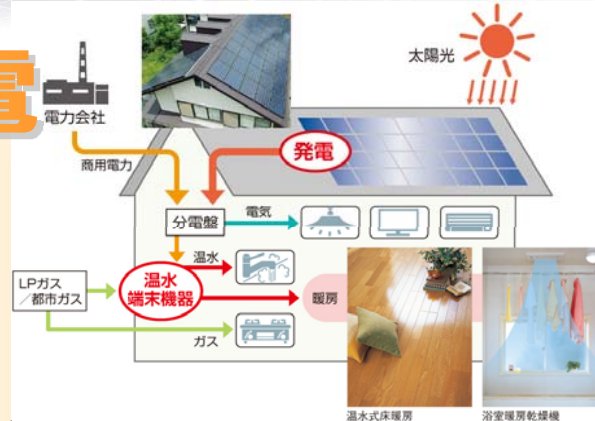 太陽光
電
電力会社
商用電力
発電
分電盤
電気
温水
LPガス
／都市ガス
温水
端末機器
暖房
ガス
温水式床暖房
浴室暖房乾燥機